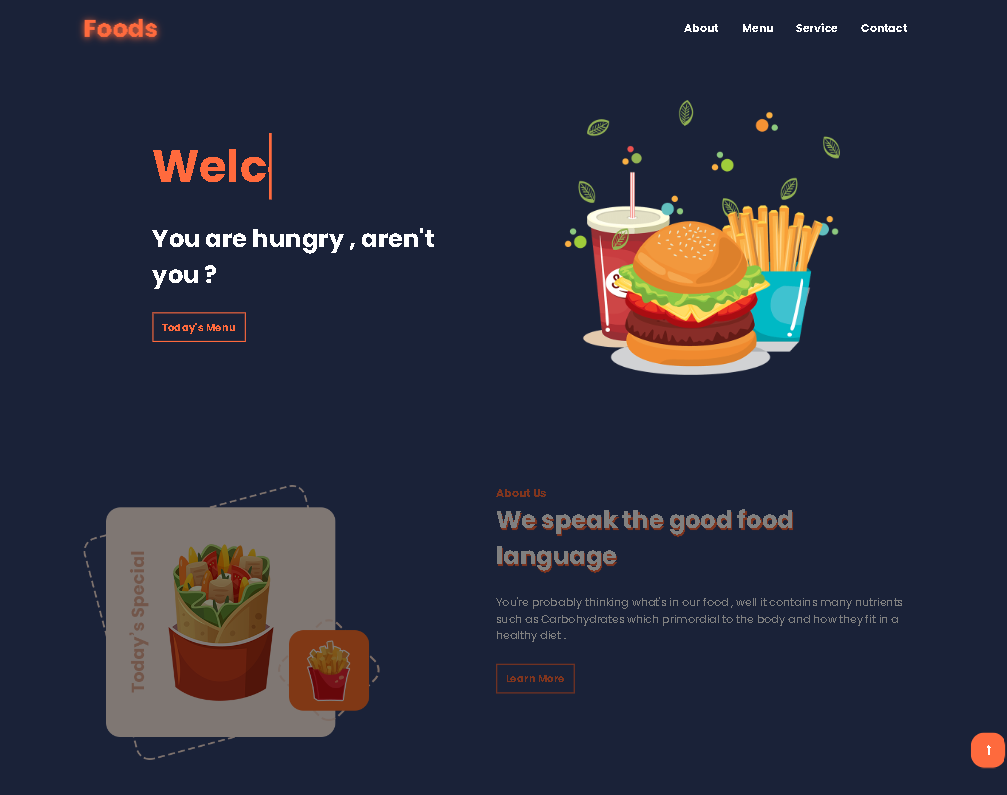 Foods
About Menu Service Contact
Welc
You are hungry , aren't
you ?
Today's Menu
About Us
We speak the good food
language
Today's Special
You're probably thinking what's in our food , well it contains many nutrients
such as Carbohydrates which primordial to the body and how they fit in a
healthy diet .
Learn More